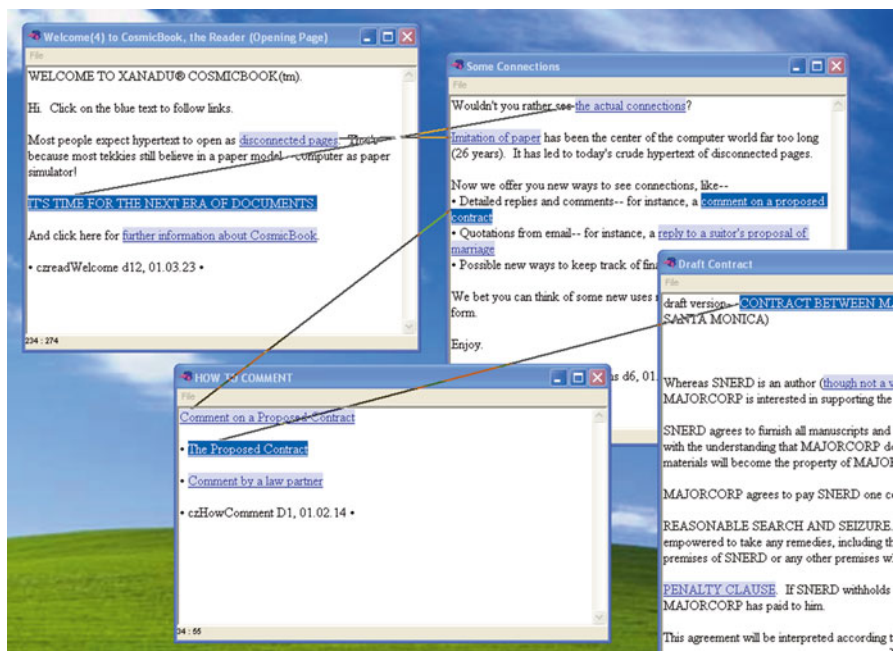 Welcome(4) to CosmicBook, the Reader (Opening Page)
File
WELCOME TO XANADU® COSMICBOOK(tm).
Hi. Click on the blue text to follow links.
Most people expect hypertext to open as disconnected pages. That's
because most tekkies still believe in a paper model--computer as paper
simulator!
IT'S TIME FOR THE NEXT ERA OF DOCUMENTS.
And click here for further information about CosmicBook.
• czreadWelcome d12, 01.03.23 •
234 : 274
Some Connections
File
Wouldn't you rather see the actual connections?
Imitation of paper has been the center of the computer world far too long
(26 years). It has led to today's crude hypertext of disconnected pages.
Now we offer you new ways to see connections, like--
• Detailed replies and comments-- for instance, a comment on a proposed
contract
• Quotations from email-- for instance, a reply to a suitor's proposal of
marriage
• Possible new ways to keep track of
We bet you can think of some new uses
form.
Enjoy.
d6, 01.
HOW TO COMMENT
File
Comment on a Proposed Contract
• The Proposed Contract
• Comment by a law partner
• czHowComment D1, 01.02.14 •
34 : 65
Draft Contract
File
draft version-- CONTRACT BETWEEN
SANTA MONICA)
Whereas SNERD is an author (though not a
MAJORCORP is interested in supporting the
SNERD agrees to furnish all manuscripts and
with the understanding that MAJORCORP
materials will become the property of
MAJORCORP agrees to pay SNERD one
REASONABLE SEARCH AND SEIZURE.
empowered to take any remedies, including
premises of SNERD or any other premises
PENALTY CLAUSE. If SNERD withholds
MAJORCORP has paid to him.
This agreement will be interpreted according